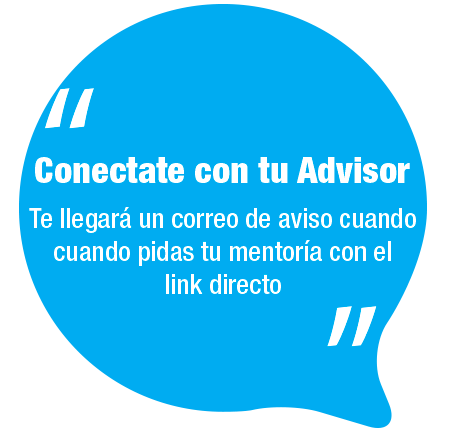 "
Conectate con tu Advisor
Te llegará un correo de aviso cuando
cuando pidas tu mentoría con el
link directo
"